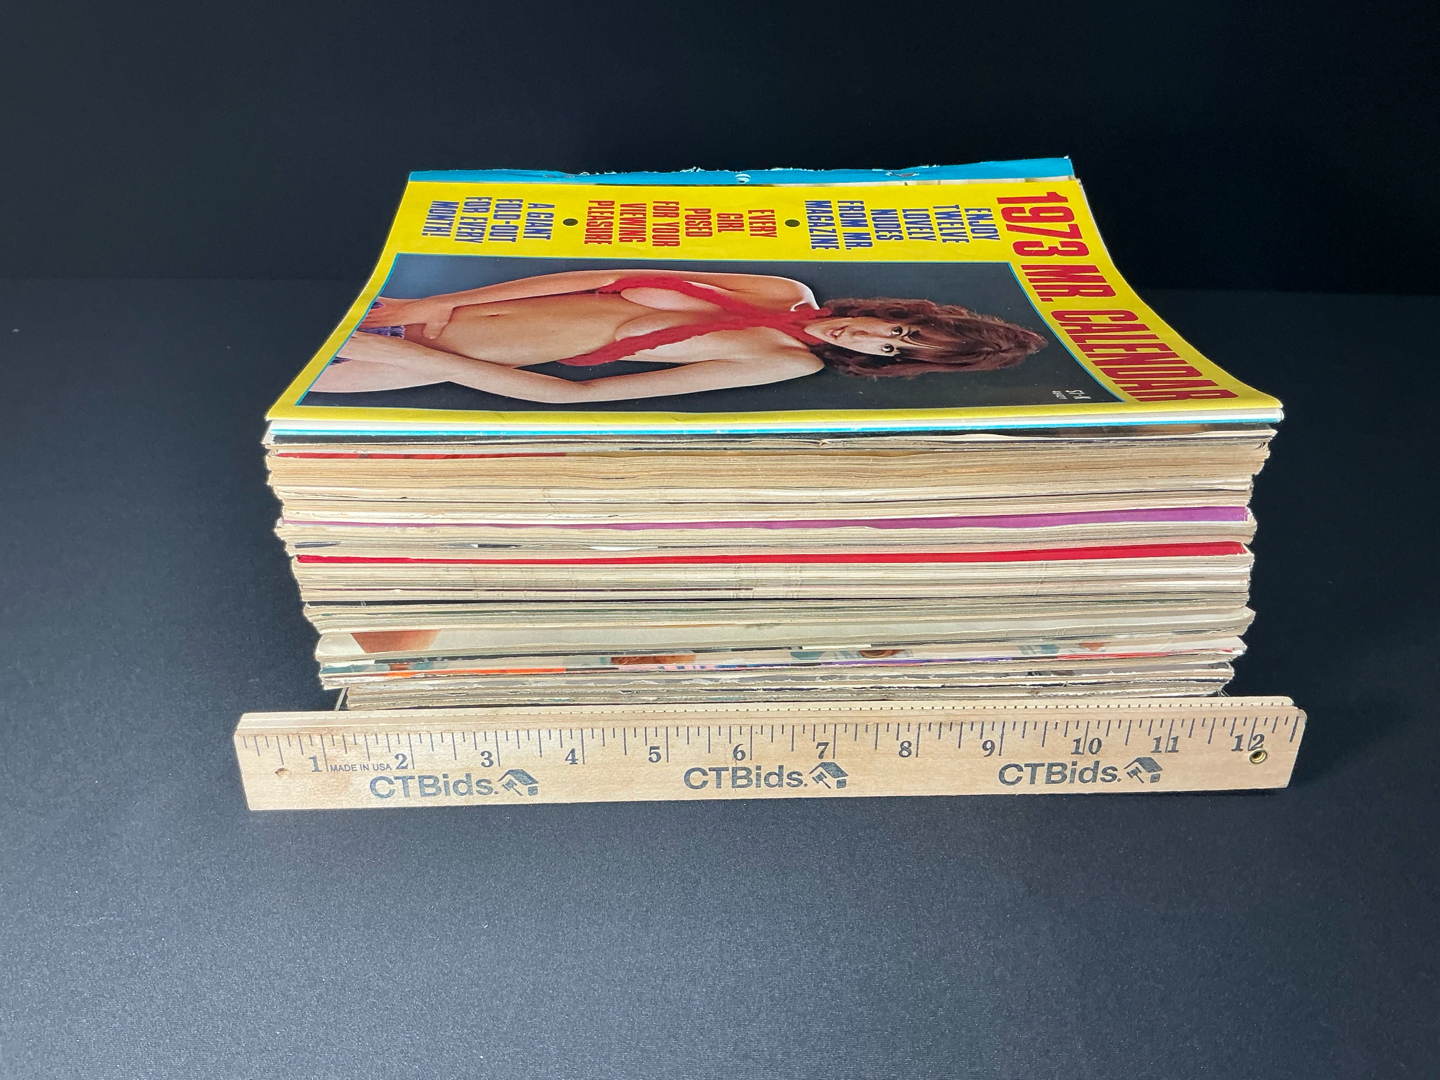 1973 MR. CALENDAR
ENJOY
TWELVE
LOVELY
NUDES
FROM MR.
MAGAZINE
EVERY
GIRL
POSED
FOR YOUR
VIEWING
PLEASURE
A GIANT
FOLD-OUT
FOR EVERY
MONTH!
1 2 3 4 5 6 7 8 9 10 11 12
MADE IN USA
CTBids. CTBids. CTBids.